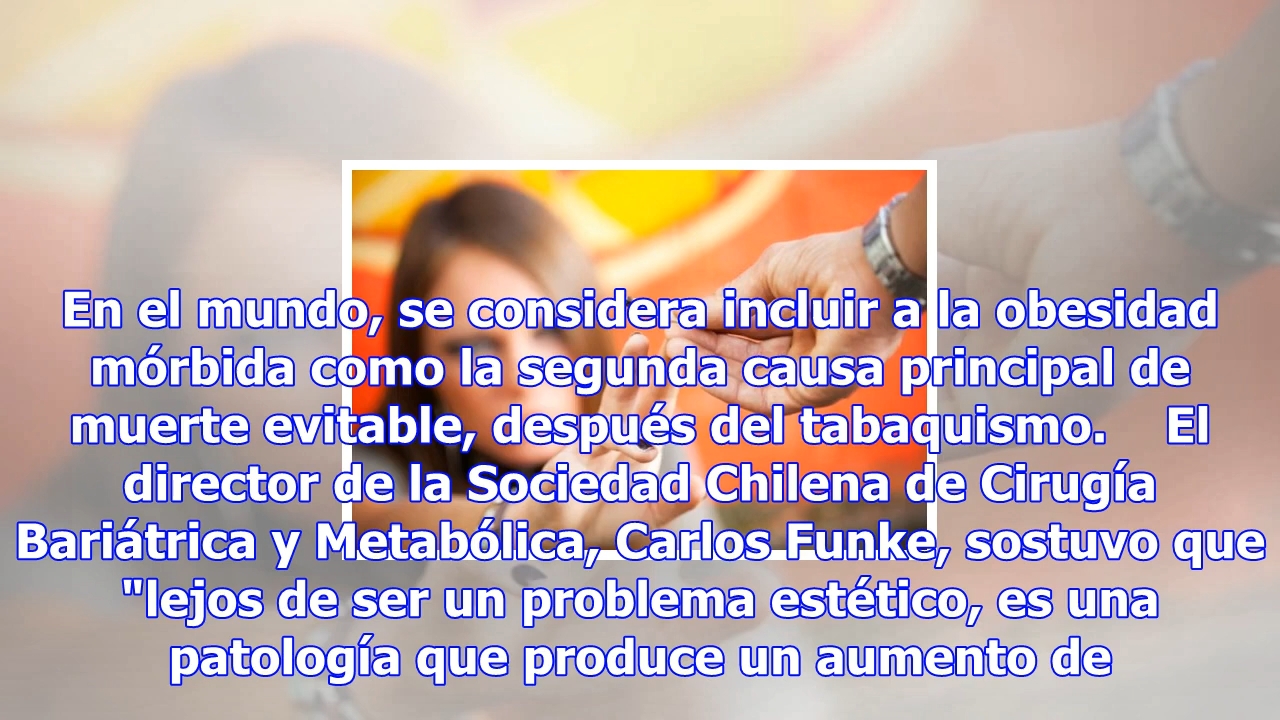 En el mundo, se considera incluir a la obesidad
mórbida como la segunda causa principal de
muerte evitable, después del tabaquismo.    El
director de la Sociedad Chilena de Cirugía
Bariátrica y Metabólica, Carlos Funke, sostuvo que
"lejos de ser un problema estético, es una
patología que produce un aumento de